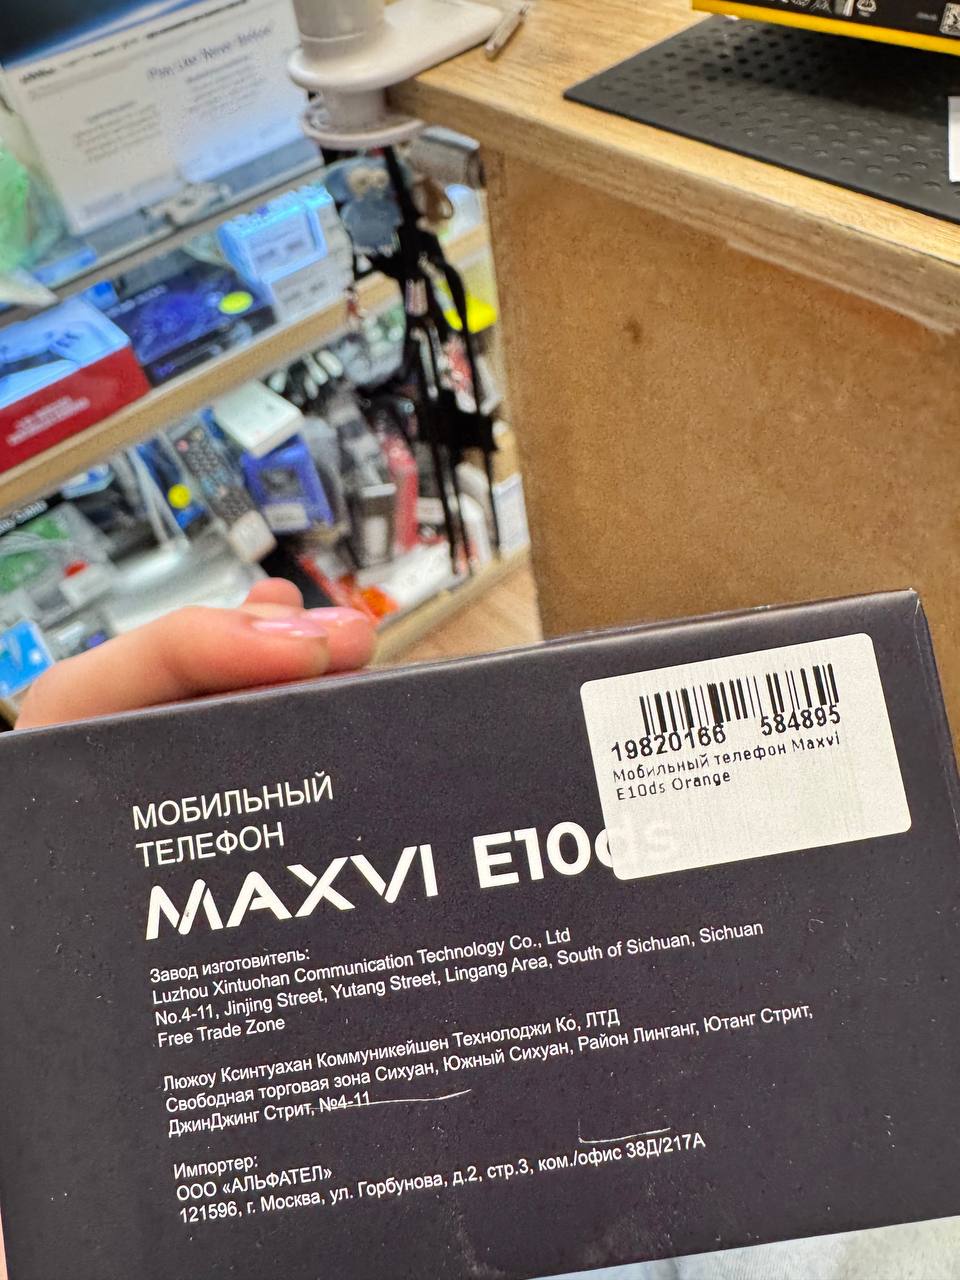 19820166 584895
Мобильный телефон Maxvi
E10ds Orange
МОБИЛЬНЫЙ
ТЕЛЕФОН
MAXVI E10ds
Завод изготовитель:
Luzhou Xintuohan Communication Technology Co., Ltd
No.4-11, Jinjing Street, Yutang Street, Lingang Area, South of Sichuan, Sichuan
Free Trade Zone
Люжоу Ксинтуахан Коммуникейшен Технолоджи Ко, ЛТД
Свободная торговая зона Сихуан, Южный Сихуан, Район Линганг, Ютанг Стрит,
ДжинДжинг Стрит, №4-11
Импортер:
ООО «АЛЬФАТЕЛ»
121596, г. Москва, ул. Горбунова, д.2, стр.3, ком./офис 38Д/217А